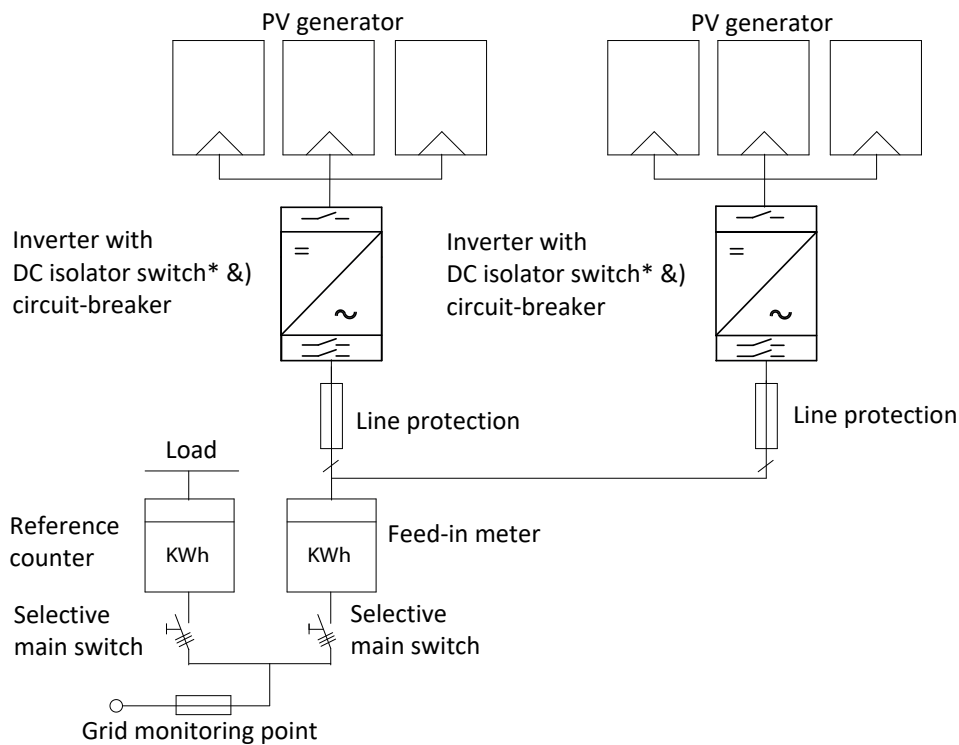 PV generator
PV generator
Inverter with
DC isolator switch* &)
circuit-breaker
=
~
Inverter with
DC isolator switch* &)
circuit-breaker
=
~
Line protection
Line protection
Load
Reference
counter
KWh
KWh
Feed-in meter
Selective
main switch
Selective
main switch
Grid monitoring point